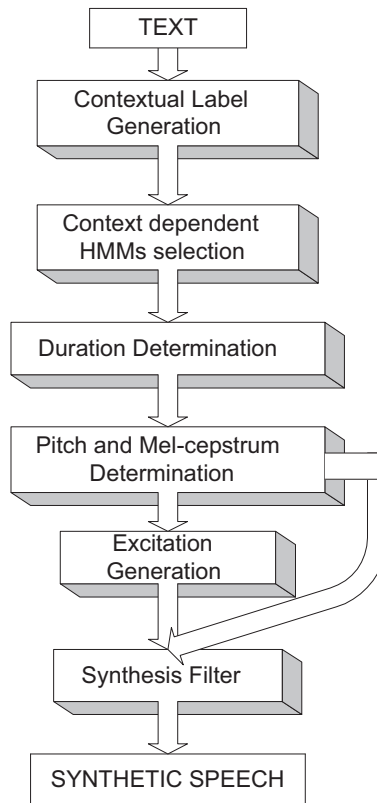 TEXT
Contextual Label
Generation
Context dependent
HMMs selection
Duration Determination
Pitch and Mel-cepstrum
Determination
Excitation
Generation
Synthesis Filter
SYNTHETIC SPEECH